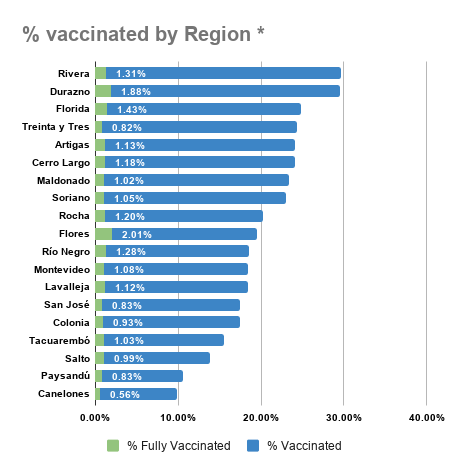 % vaccinated by Region *
Rivera 1.31%
Durazno 1.88%
Florida 1.43%
Treinta y Tres 0.82%
Artigas 1.13%
Cerro Largo 1.18%
Maldonado 1.02%
Soriano 1.05%
Rocha 1.20%
Flores 2.01%
Río Negro 1.28%
Montevideo 1.08%
Lavalleja 1.12%
San José 0.83%
Colonia 0.93%
Tacuarembó 1.03%
Salto 0.99%
Paysandú 0.83%
Canelones 0.56%
0.00% 10.00% 20.00% 30.00% 40.00%
% Fully Vaccinated % Vaccinated